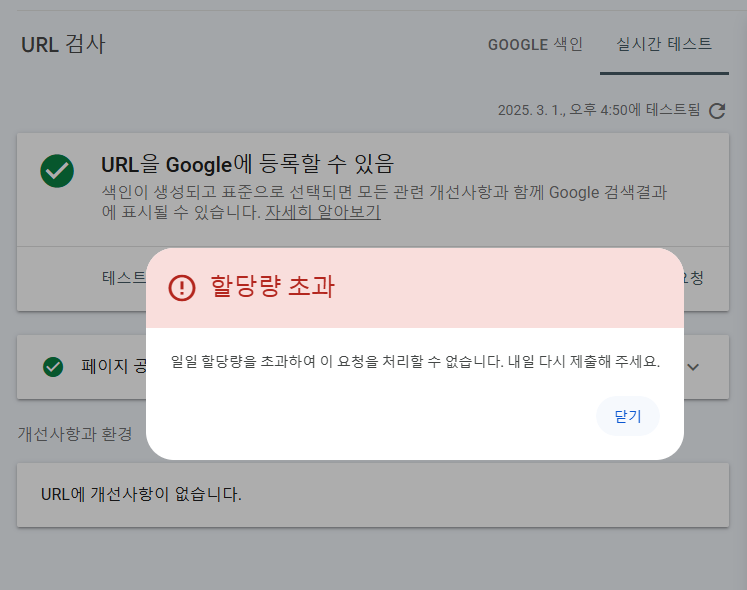 URL 검사
GOOGLE 색인
실시간 테스트
2025. 3. 1., 오후 4:50에 테스트됨
URL을 Google에 등록할 수 있음
색인이 생성되고 표준으로 선택되면 모든 관련 개선사항과 함께 Google 검색결과
에 표시될 수 있습니다. 자세히 알아보기
테스트
요청
할당량 초과
일일 할당량을 초과하여 이 요청을 처리할 수 없습니다. 내일 다시 제출해 주세요.
닫기
페이지 공
개선사항과 환경
URL에 개선사항이 없습니다.